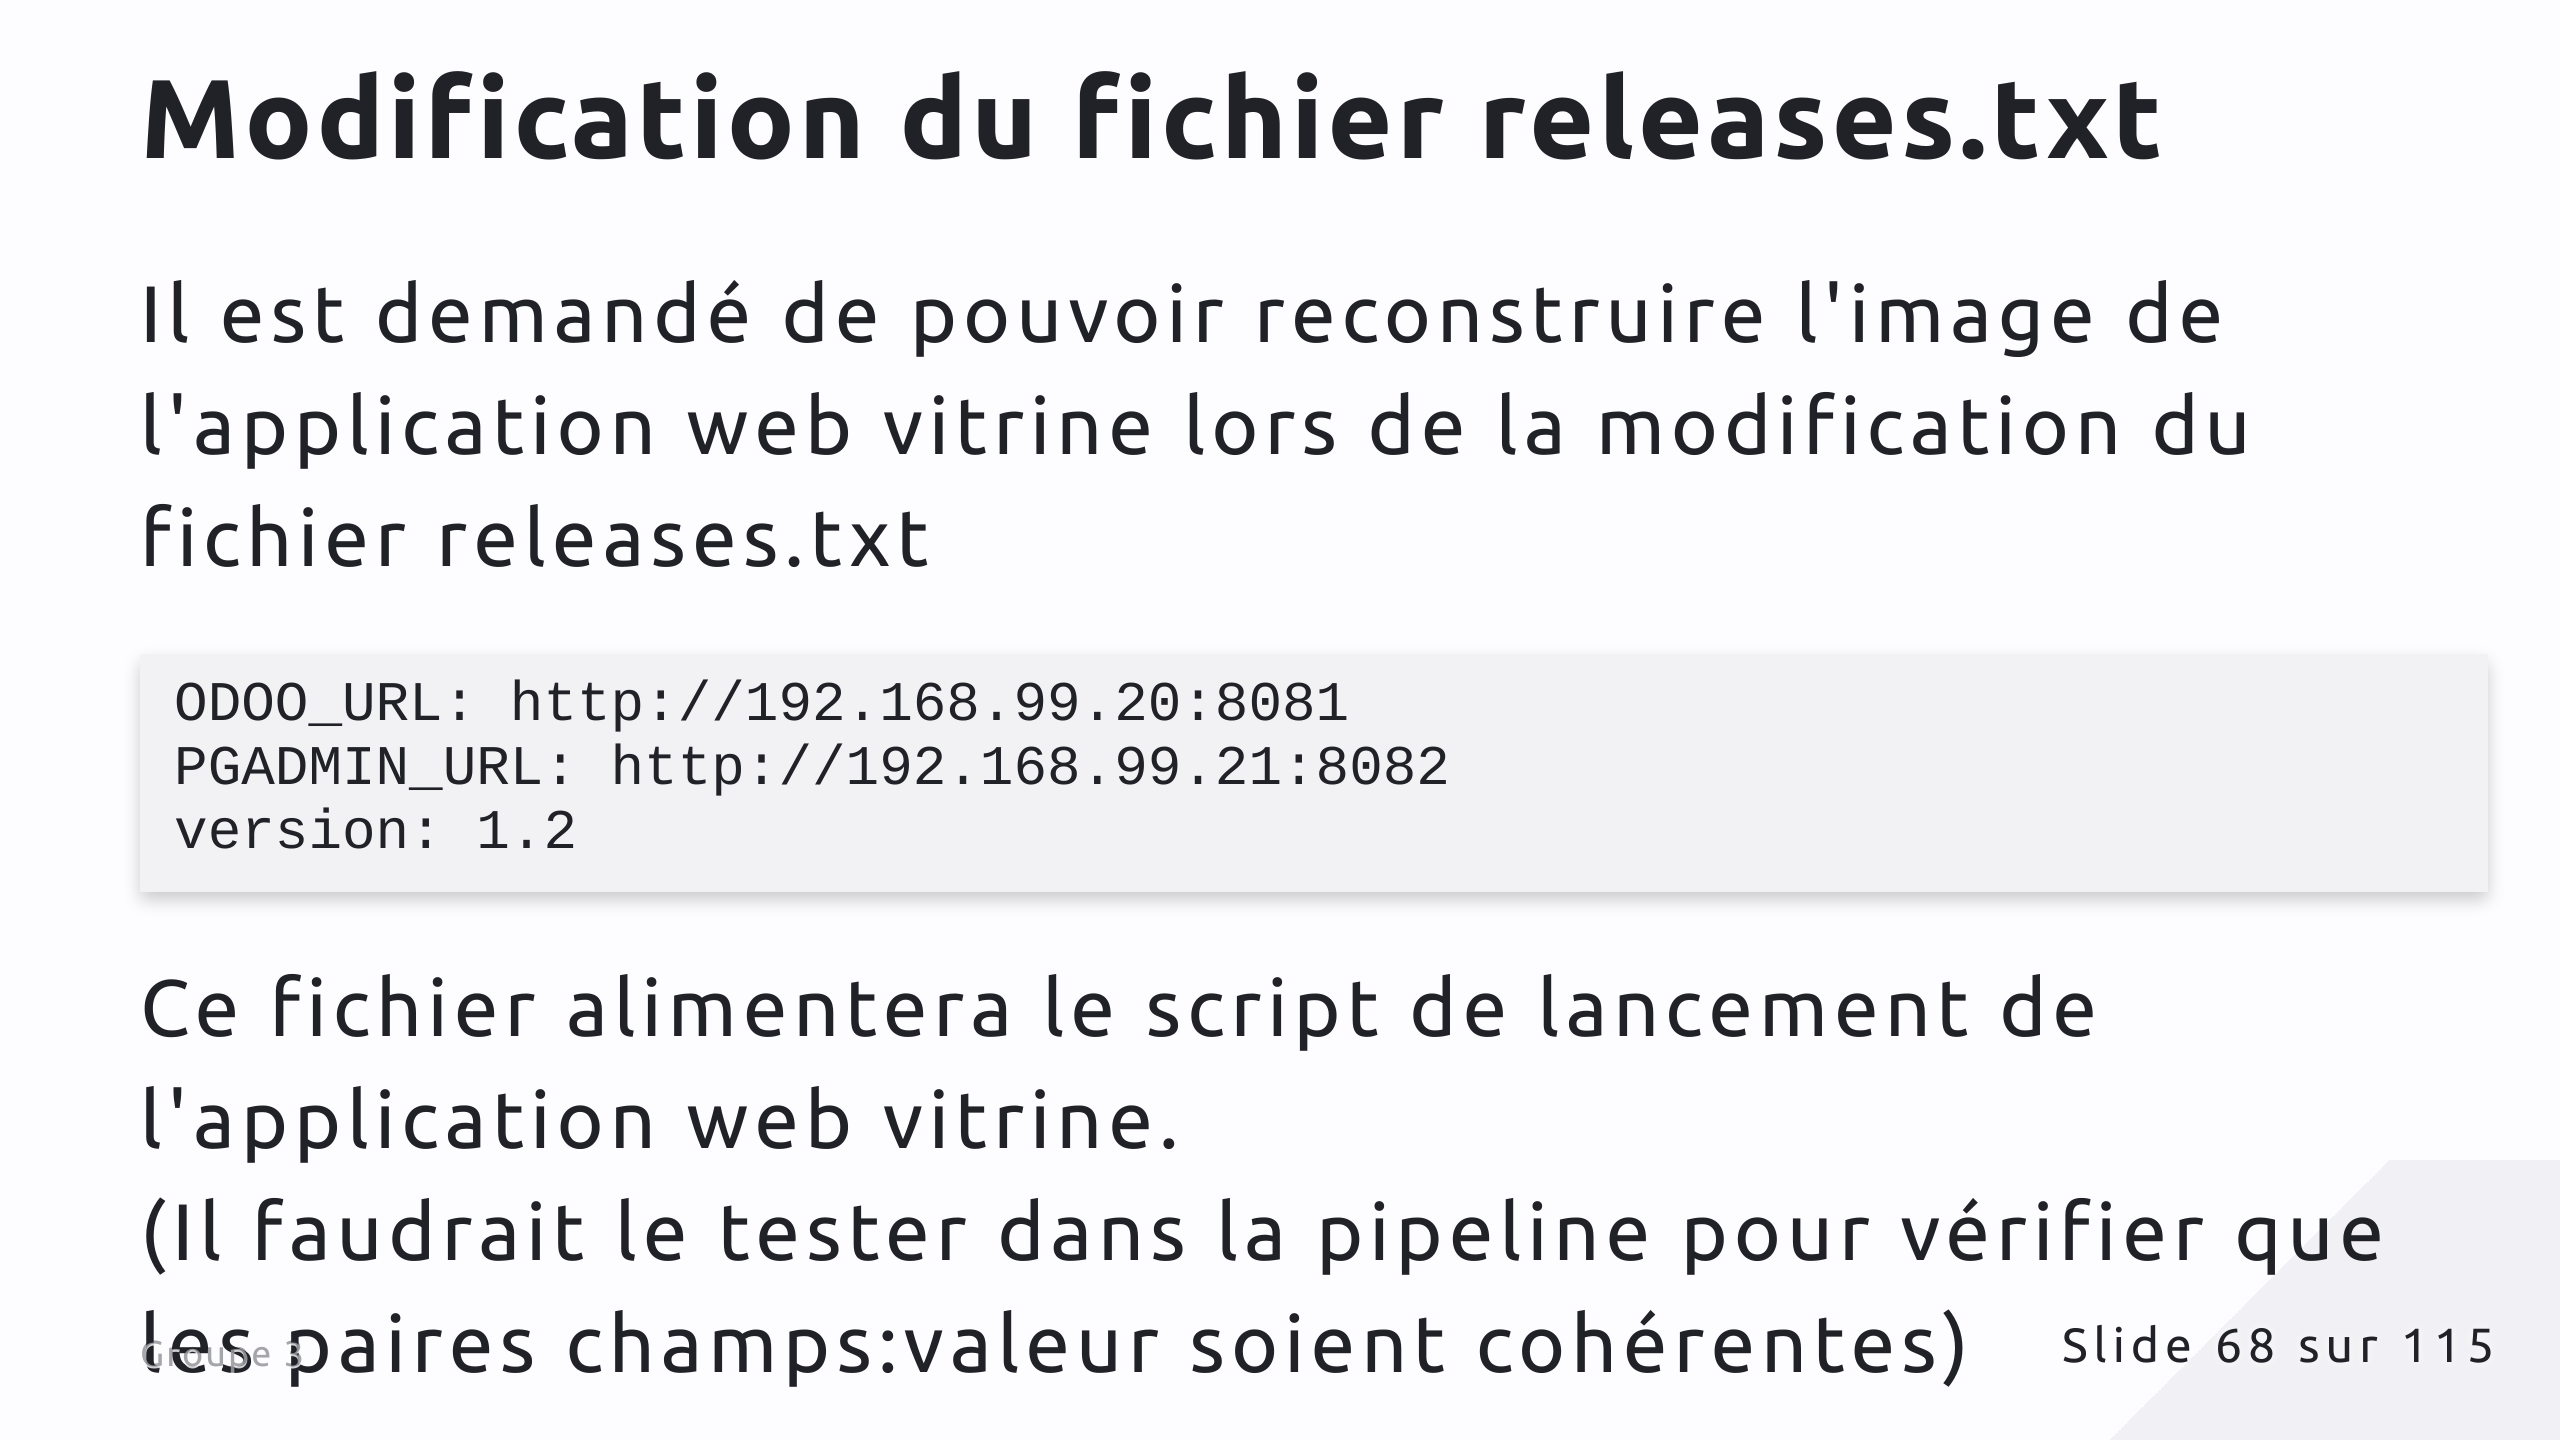 Modification du fichier releases.txt
Il est demandé de pouvoir reconstruire l'image de
l'application web vitrine lors de la modification du
fichier releases.txt
ODOO_URL: http://192.168.99.20:8081
PGADMIN_URL: http://192.168.99.21:8082
version: 1.2
Ce fichier alimentera le script de lancement de
l'application web vitrine.
(Il faudrait le tester dans la pipeline pour vérifier que
les paires champs:valeur soient cohérentes)
Groupe 3
Slide 68 sur 115